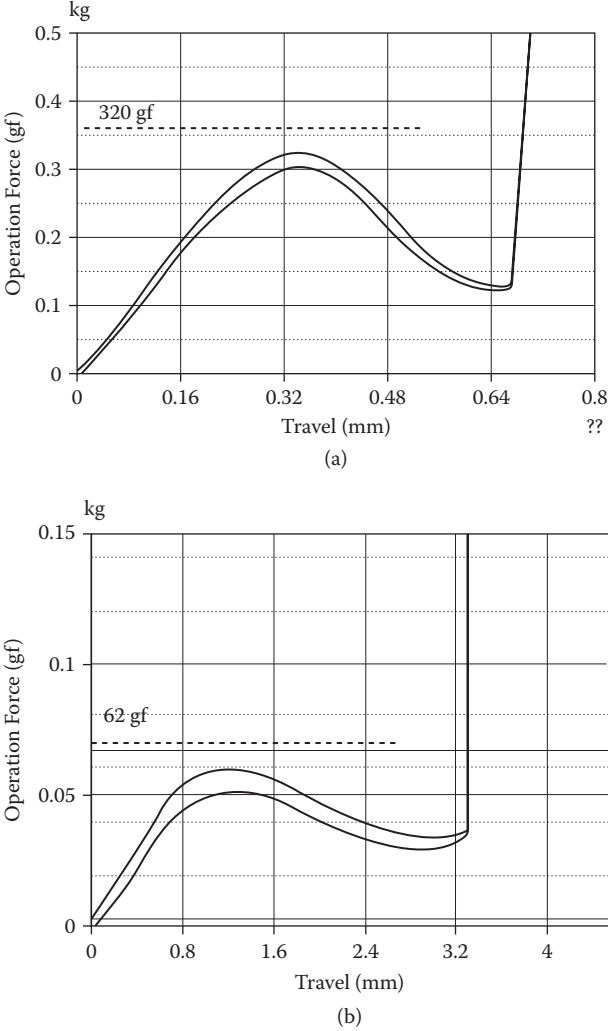 kg
0.5
0.4
0.3
0.2
0.1
0
Operation Force (gf)
320 gf
0 0.16 0.32 0.48 0.64 0.8
Travel (mm) ??
(a)
kg
0.15
0.1
0.05
0
Operation Force (gf)
62 gf
0 0.8 1.6 2.4 3.2 4
Travel (mm)
(b)